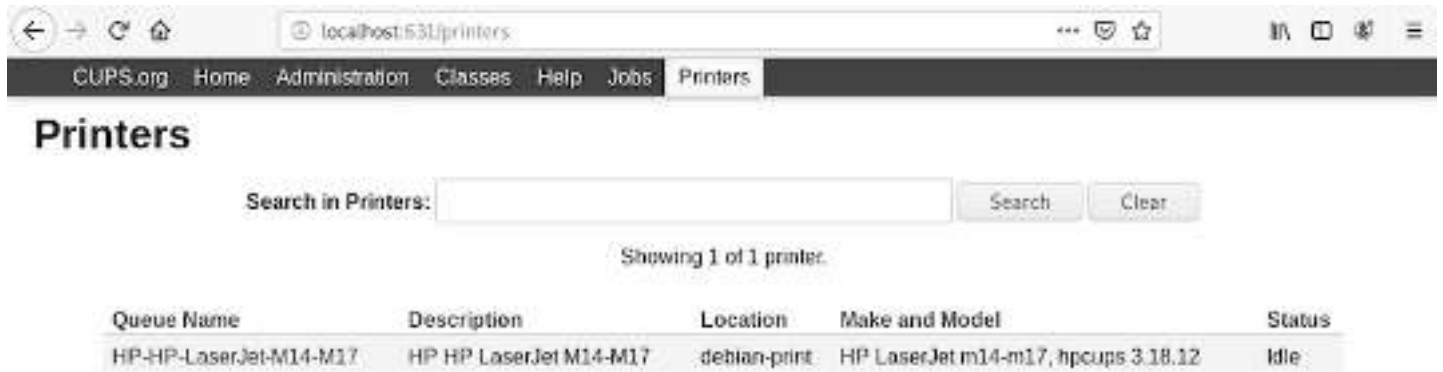 localhost:631/printers
CUPS.org Home Administration Classes Help Jobs Printers
Printers
Search in Printers: Search Clear
Showing 1 of 1 printer.
Queue Name Description Location Make and Model Status
HP-HP-LaserJet-M14-M17 HP HP LaserJet M14-M17 debian-print HP LaserJet m14-m17, hpcups 3.18.12 Idle